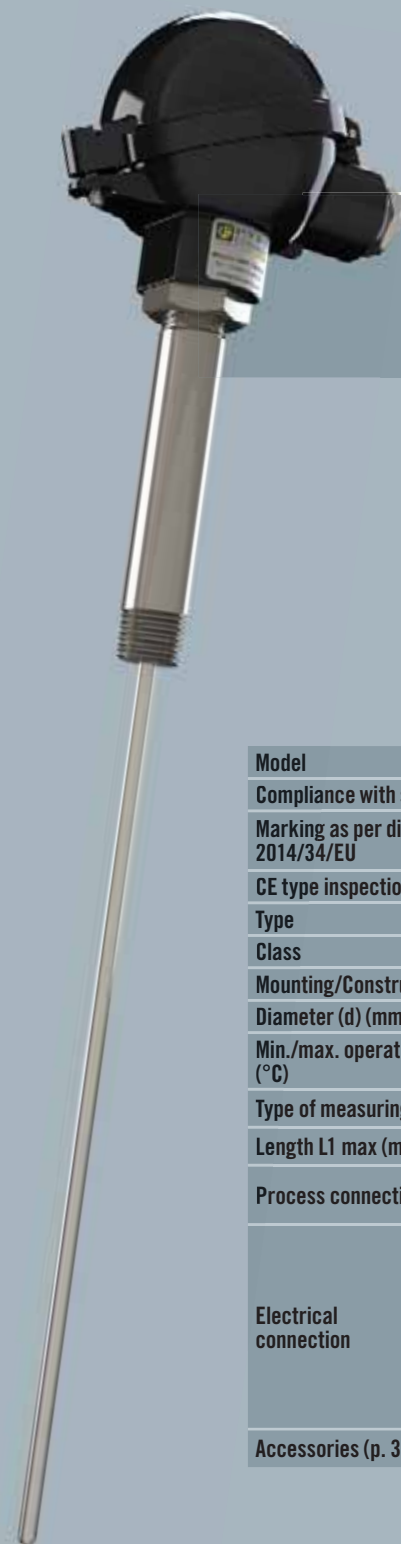 Model
Compliance with
Marking as per di
2014/34/EU
CE type inspectio
Type
Class
Mounting/Constru
Diameter (d) (mm
Min./max. operat
(°C)
Type of measuring
Length L1 max (m
Process connecti
Electrical
connection
Accessories (p. 3